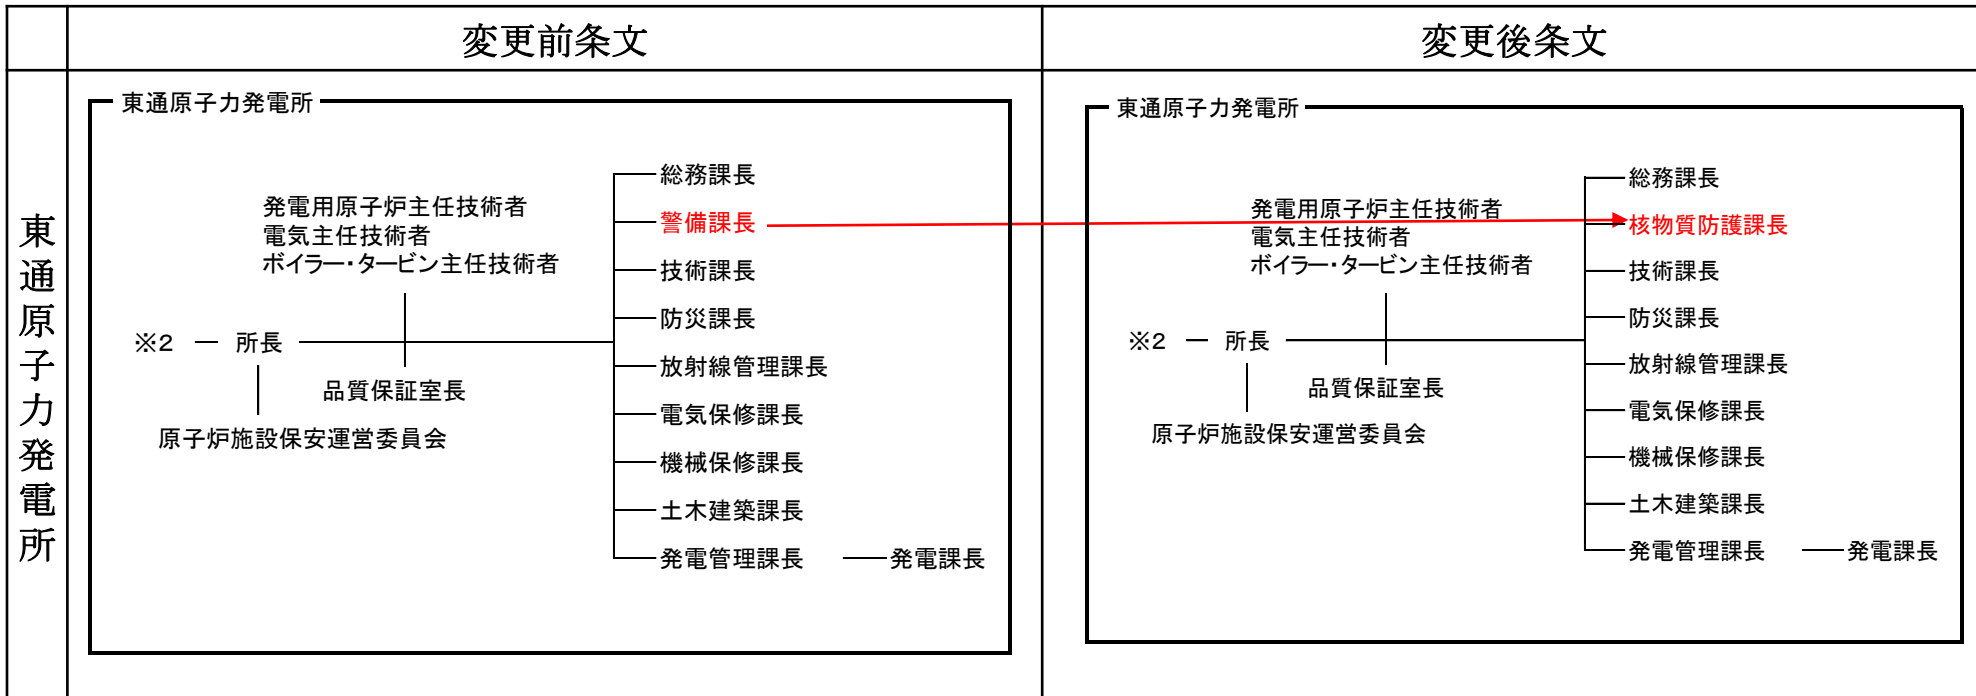 変更前条文
変更後条文
東通原子力発電所
東通原子力発電所
発電用原子炉主任技術者
電気主任技術者
ボイラー・タービン主任技術者
※2
所長
品質保証室長
原子炉施設保安運営委員会
総務課長
警備課長
技術課長
防災課長
放射線管理課長
電気保修課長
機械保修課長
土木建築課長
発電管理課長
発電課長
東通原子力発電所
発電用原子炉主任技術者
電気主任技術者
ボイラー・タービン主任技術者
※2
所長
品質保証室長
原子炉施設保安運営委員会
総務課長
核物質防護課長
技術課長
防災課長
放射線管理課長
電気保修課長
機械保修課長
土木建築課長
発電管理課長
発電課長